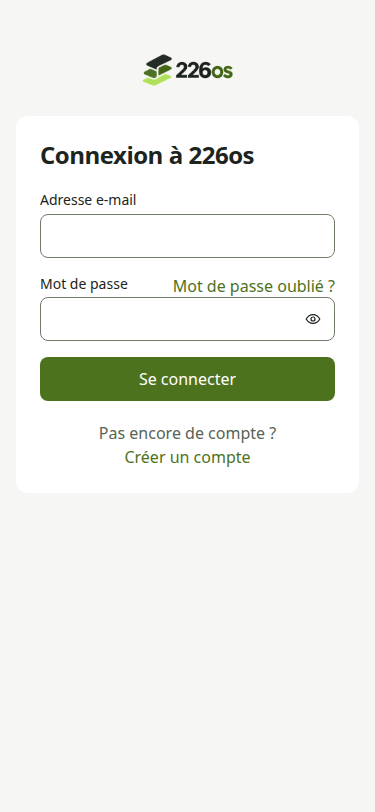 226os
Connexion à 226os
Adresse e-mail
Mot de passe
Mot de passe oublié ?
Se connecter
Pas encore de compte ?
Créer un compte